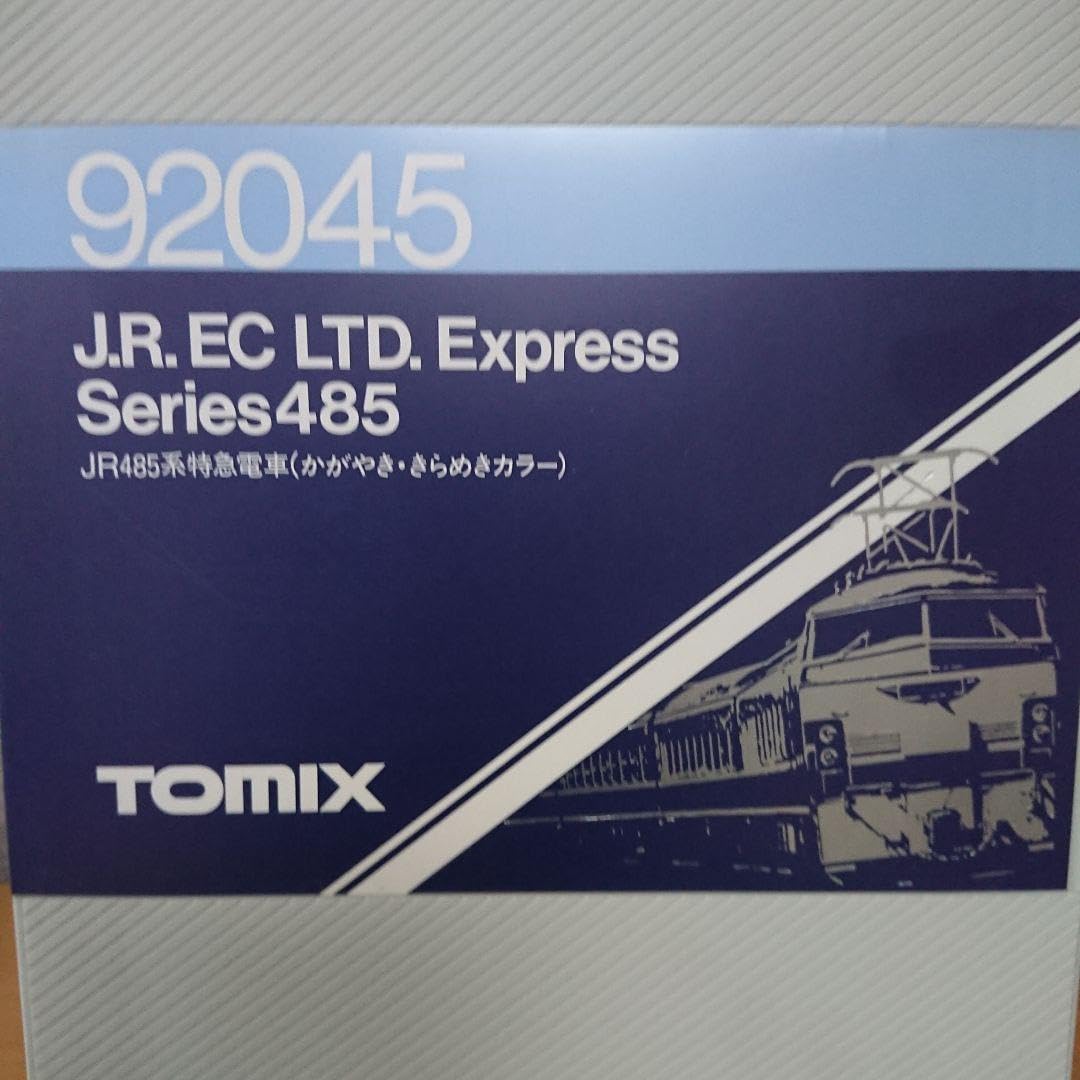 92045
J.R. EC LTD. Express
Series485
JR485系特急電車(かがやき・きらめきカラー)
TOMIX